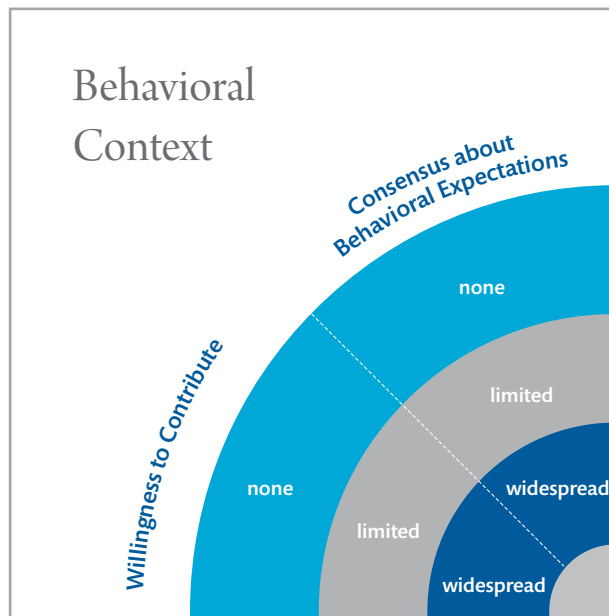 Behavioral
Context
Consensus about
Behavioral Expectations
none
limited
widespread
Willingness to Contribute
none
limited
widespread